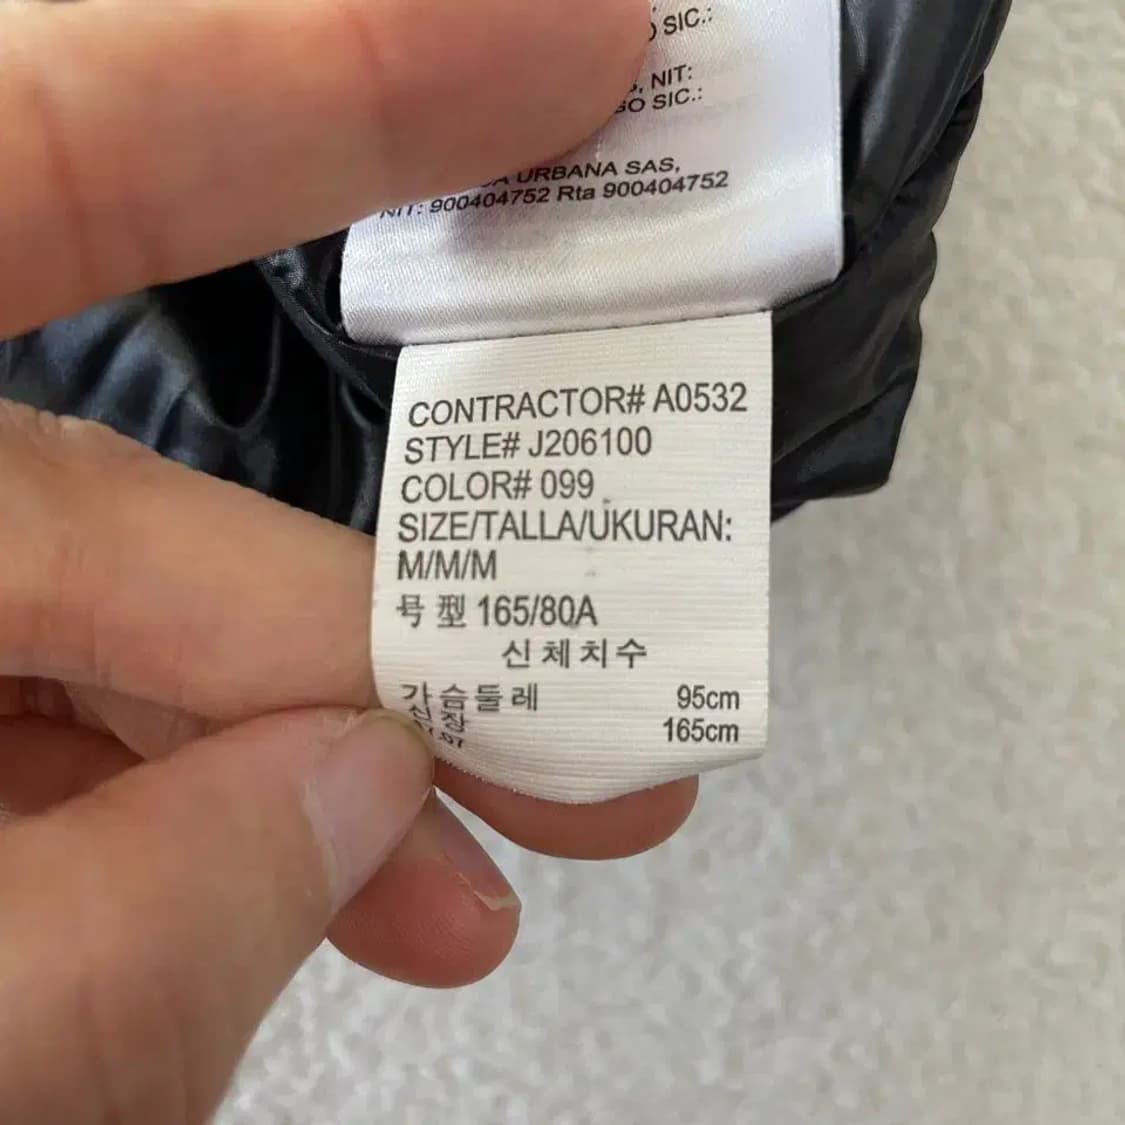 SIC.:
NIT:
SO SIC.:
URBANA SAS,
NIT: 900404752 Rta 900404752
CONTRACTOR# A0532
STYLE# J206100
COLOR# 099
SIZE/TALLA/UKURAN:
M/M/M
号型 165/80A
신체치수
가슴둘레 95cm
신장 165cm